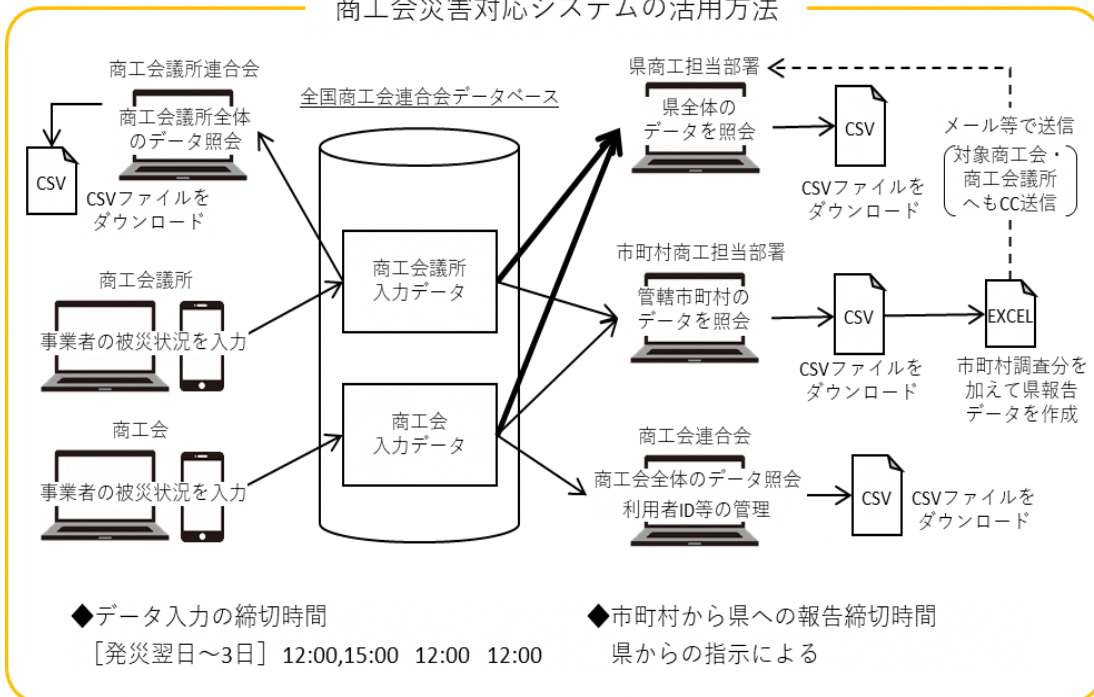 商工会災害対応システムの活用方法
商工会議所連合会
商工会議所全体
のデータ照会
CSV
CSVファイルを
ダウンロード
商工会議所
事業者の被災状況を入力
商工会
事業者の被災状況を入力
全国商工会連合会データベース
商工会議所
入力データ
商工会
入力データ
県商工担当部署
県全体の
データを照会
CSV
CSVファイルを
ダウンロード
メール等で送信
対象商工会・
商工会議所
へもCC送信
市町村商工担当部署
管轄市町村の
データを照会
CSV
CSVファイルを
ダウンロード
EXCEL
市町村調査分を
加えて県報告
データを作成
商工会連合会
商工会全体のデータ照会
利用者ID等の管理
CSV
CSVファイルを
ダウンロード
◆データ入力の締切時間
[発災翌日~3日] 12:00,15:00 12:00 12:00
◆市町村から県への報告締切時間
県からの指示による